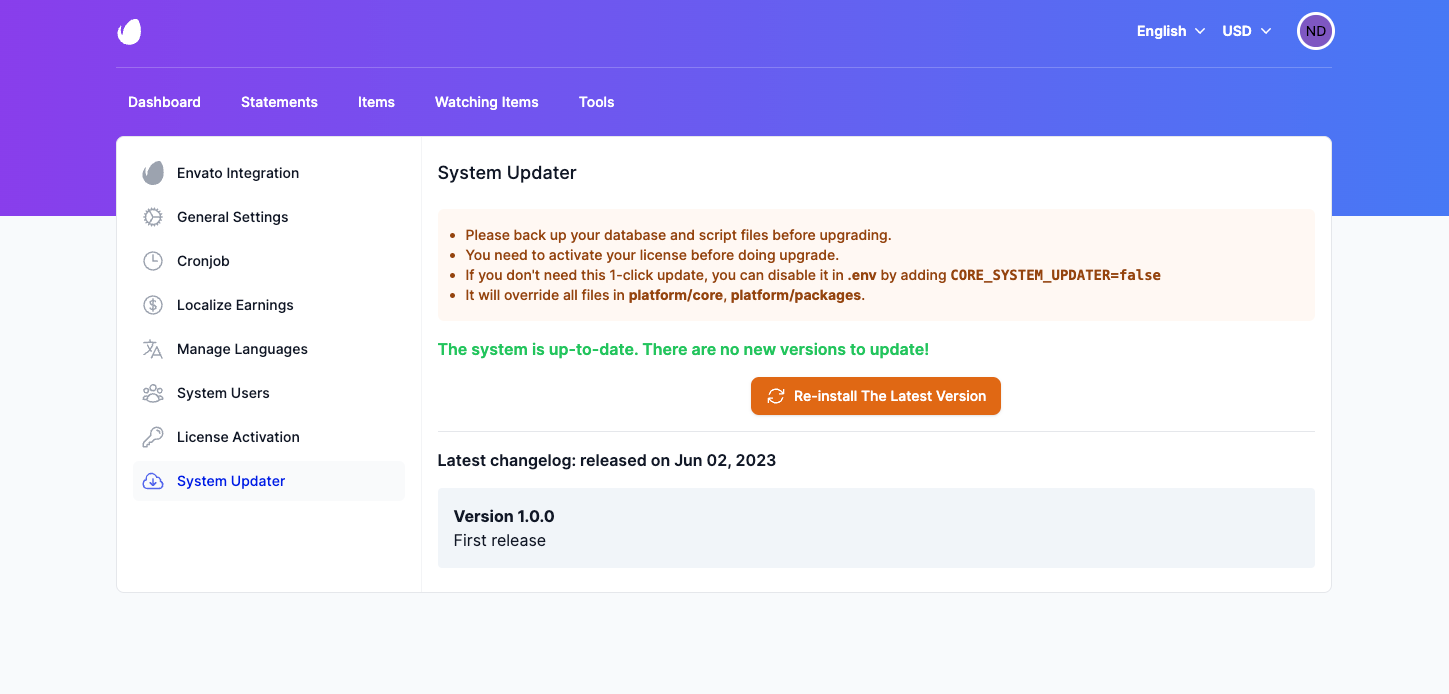 English USD ND
Dashboard Statements Items Watching Items Tools
Envato Integration
General Settings
Cronjob
Localize Earnings
Manage Languages
System Users
License Activation
System Updater
System Updater
• Please back up your database and script files before upgrading.
• You need to activate your license before doing upgrade.
• If you don't need this 1-click update, you can disable it in .env by adding CORE_SYSTEM_UPDATER=false
• It will override all files in platform/core, platform/packages.
The system is up-to-date. There are no new versions to update!
Re-install The Latest Version
Latest changelog: released on Jun 02, 2023
Version 1.0.0
First release